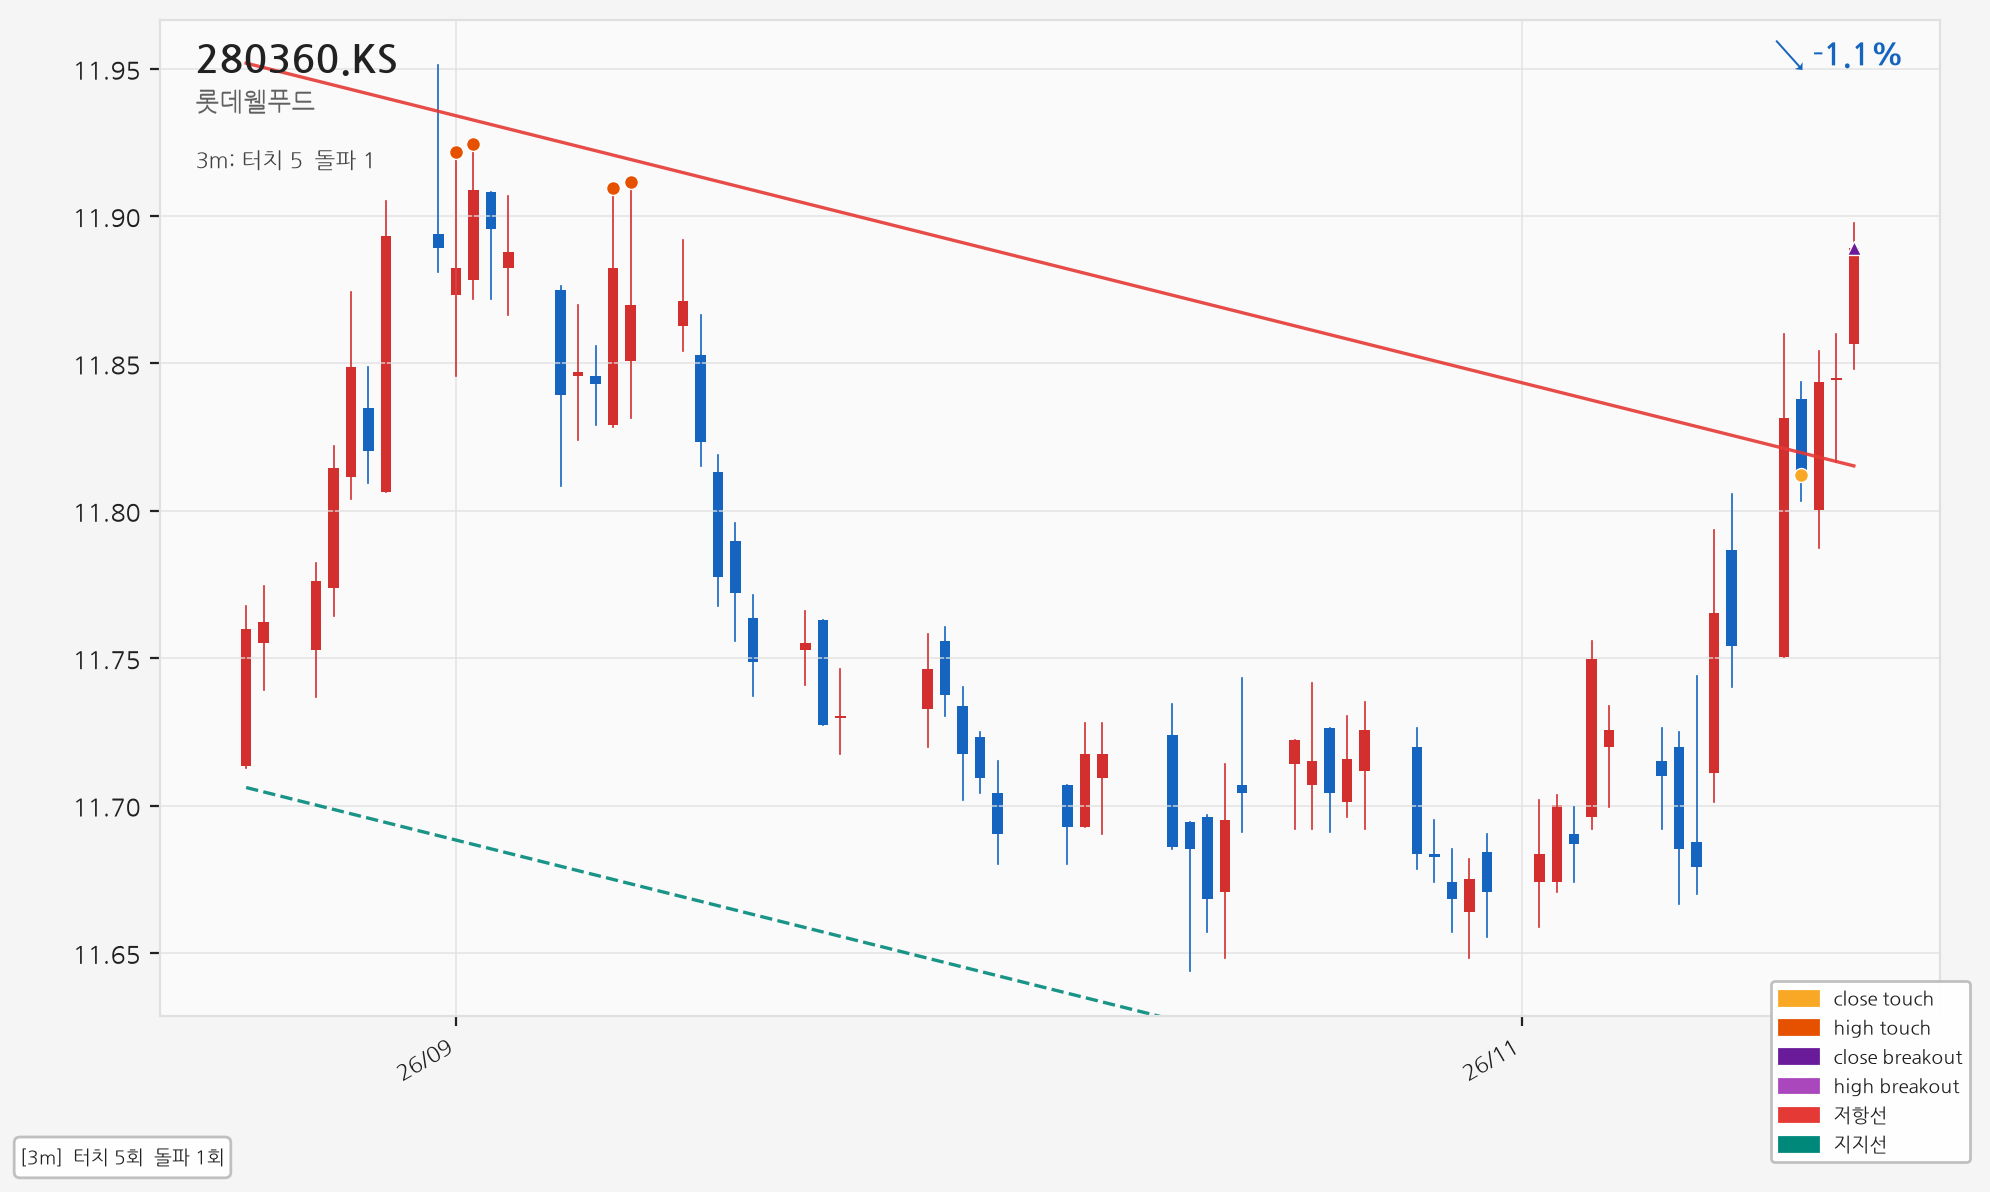 280360.KS
롯데웰푸드
3m: 터치 5 돌파 1
-1.1%
11.95
11.90
11.85
11.80
11.75
11.70
11.65
26/09
26/11
close touch
high touch
close breakout
high breakout
저항선
지지선
[3m] 터치 5회 돌파 1회